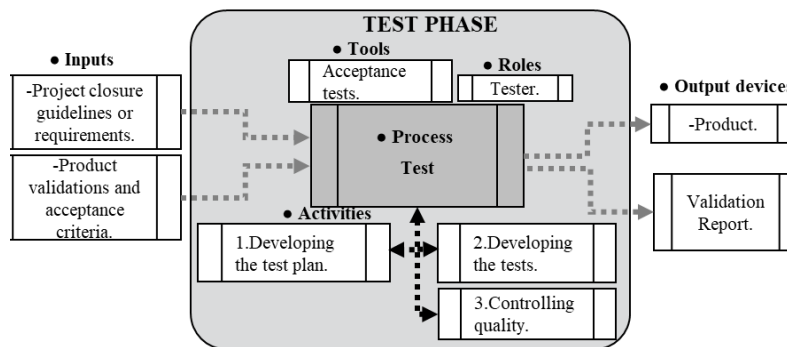 TEST PHASE
● Inputs
-Project closure
guidelines or
requirements.
-Product
validations and
acceptance
criteria.
● Tools
Acceptance
tests.
● Roles
Tester.
● Process
Test
● Activities
1.Developing
the test plan.
2.Developing
the tests.
3.Controlling
quality.
● Output devices
-Product.
Validation
Report.